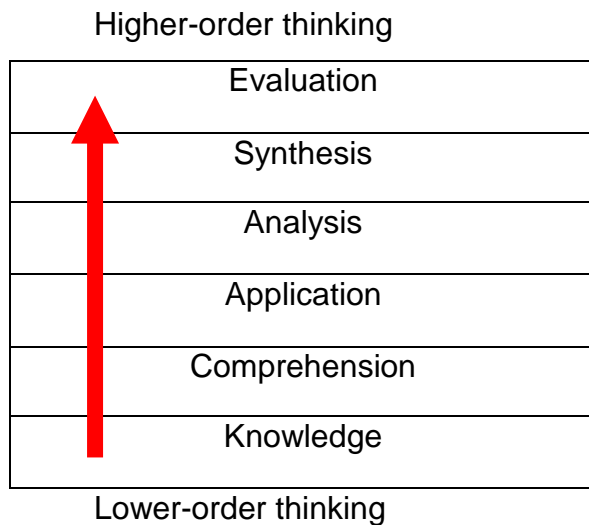 Higher-order thinking
Evaluation
Synthesis
Analysis
Application
Comprehension
Knowledge
Lower-order thinking